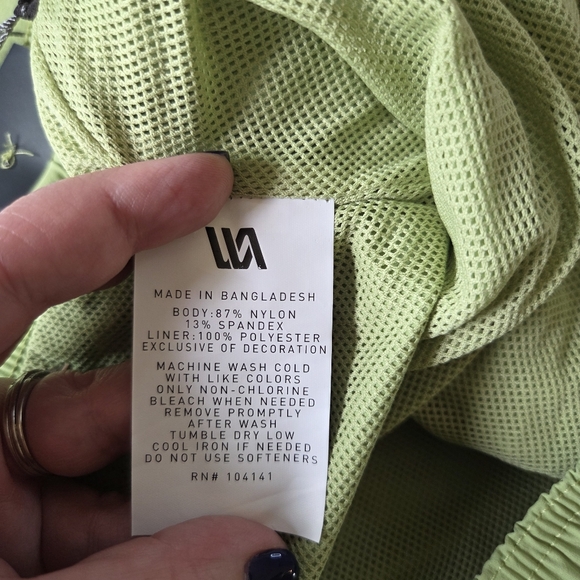 MADE IN BANGLADESH
BODY:87% NYLON
13% SPANDEX
LINER:100% POLYESTER
EXCLUSIVE OF DECORATION
MACHINE WASH COLD
WITH LIKE COLORS
ONLY NON-CHLORINE
BLEACH WHEN NEEDED
REMOVE PROMPTLY
AFTER WASH
TUMBLE DRY LOW
COOL IRON IF NEEDED
DO NOT USE SOFTENERS
RN# 104141